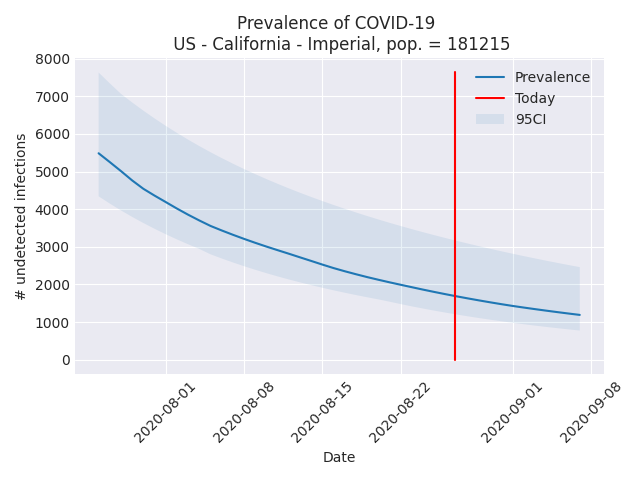 Prevalence of COVID-19
US - California - Imperial, pop. = 181215
8000
7000
6000
5000
4000
3000
2000
1000
0
# undetected infections
Prevalence
Today
95CI
2020-08-01
2020-08-08
2020-08-15
2020-08-22
2020-09-01
2020-09-08
Date